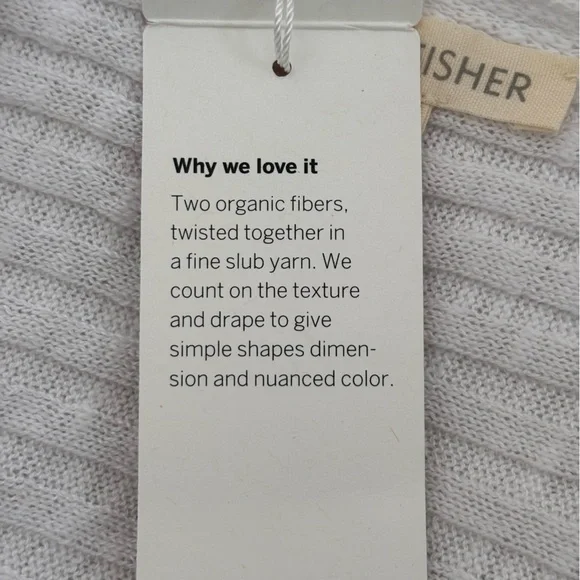 FISHER
Why we love it
Two organic fibers,
twisted together in
a fine slub yarn. We
count on the texture
and drape to give
simple shapes dimen-
sion and nuanced color.